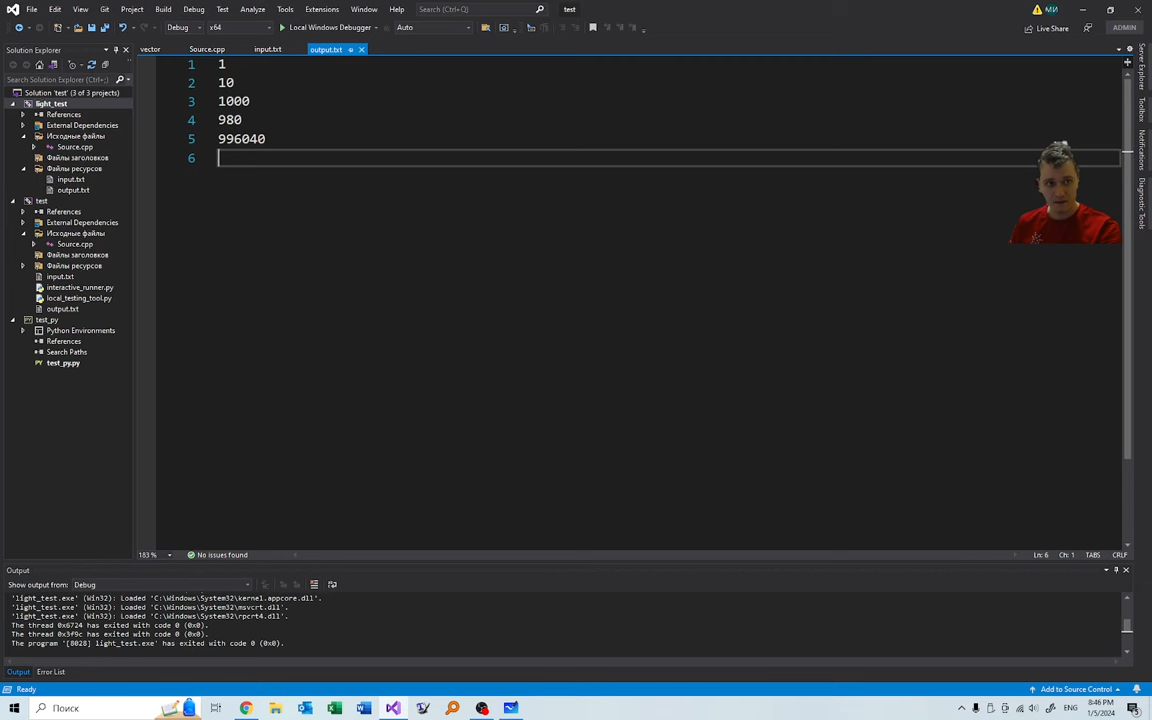 File Edit View Git Project Build Debug Test Analyze Tools Extensions Window Help Search (Ctrl+Q) test МИ
Debug x64 Local Windows Debugger Auto Live Share ADMIN
Solution Explorer
Search Solution Explorer (Ctrl+;)
Solution 'test' (3 of 3 projects)
light_test
References
External Dependencies
Исходные файлы
Source.cpp
Файлы заголовков
Файлы ресурсов
input.txt
output.txt
test
References
External Dependencies
Исходные файлы
Source.cpp
Файлы заголовков
Файлы ресурсов
input.txt
interactive_runner.py
local_testing_tool.py
output.txt
test_py
Python Environments
References
Search Paths
test_py.py
vector Source.cpp input.txt output.txt
1 1
2 10
3 1000
4 980
5 996040
6
183 % No issues found Ln: 6 Ch: 1 TABS CRLF
Server Explorer
Toolbox
Notifications
Diagnostic Tools
Output
Show output from: Debug
'light_test.exe' (Win32): Loaded 'C:\Windows\System32\kernel.appcore.dll'.
'light_test.exe' (Win32): Loaded 'C:\Windows\System32\msvcrt.dll'.
'light_test.exe' (Win32): Loaded 'C:\Windows\System32\rpcrt4.dll'.
The thread 0x6724 has exited with code 0 (0x0).
The thread 0x3f9c has exited with code 0 (0x0).
The program '[8028] light_test.exe' has exited with code 0 (0x0).
Output Error List
Ready Add to Source Control
Поиск ENG 8:46 PM
1/5/2024 5